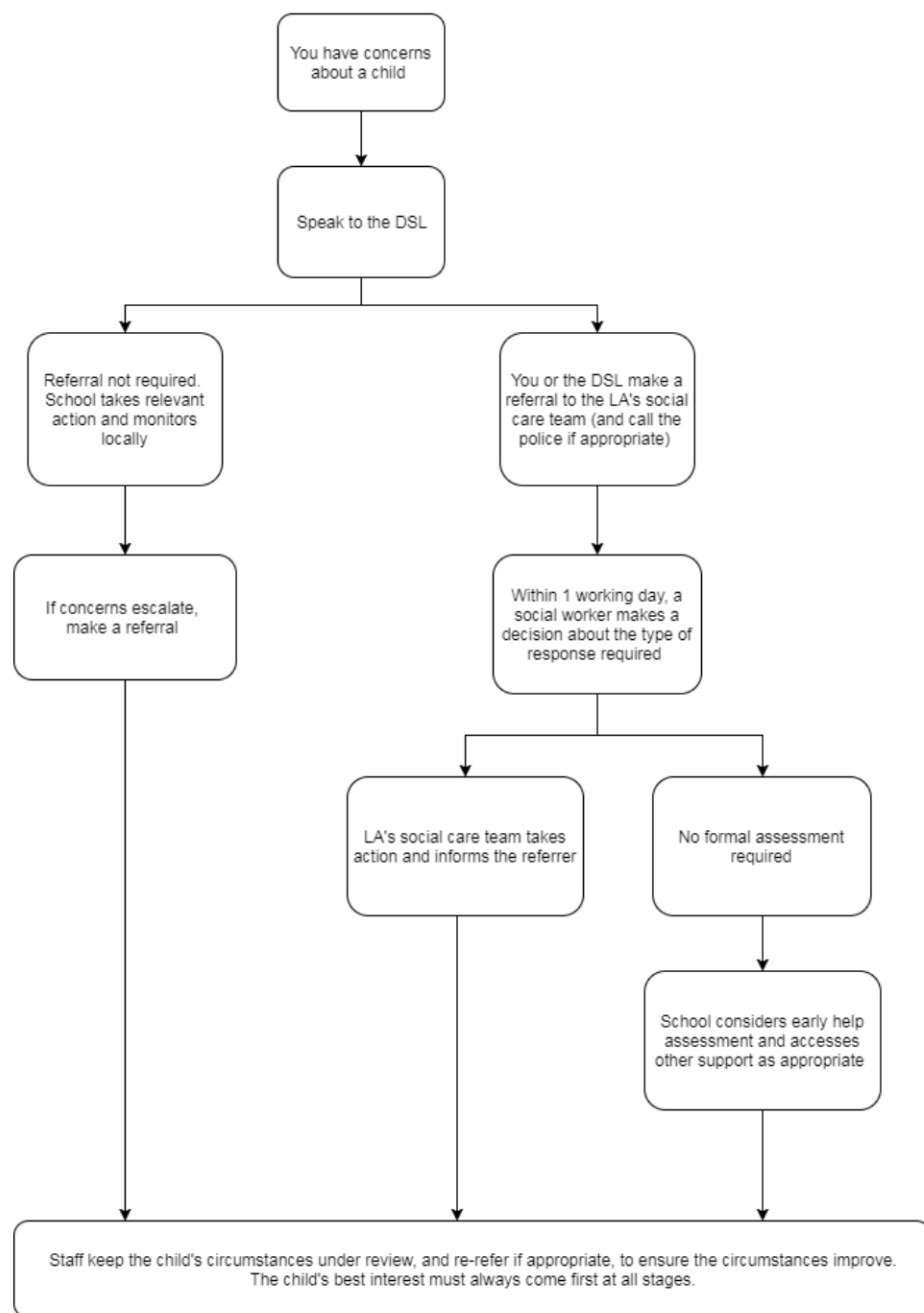 You have concerns
about a child
Speak to the DSL
Referral not required.
School takes relevant
action and monitors
locally
You or the DSL make a
referral to the LA's social
care team (and call the
police if appropriate)
If concerns escalate,
make a referral
Within 1 working day, a
social worker makes a
decision about the type of
response required
LA's social care team takes
action and informs the referrer
No formal assessment
required
School considers early help
assessment and accesses
other support as appropriate
Staff keep the child's circumstances under review, and re-refer if appropriate, to ensure the circumstances improve.
The child's best interest must always come first at all stages.